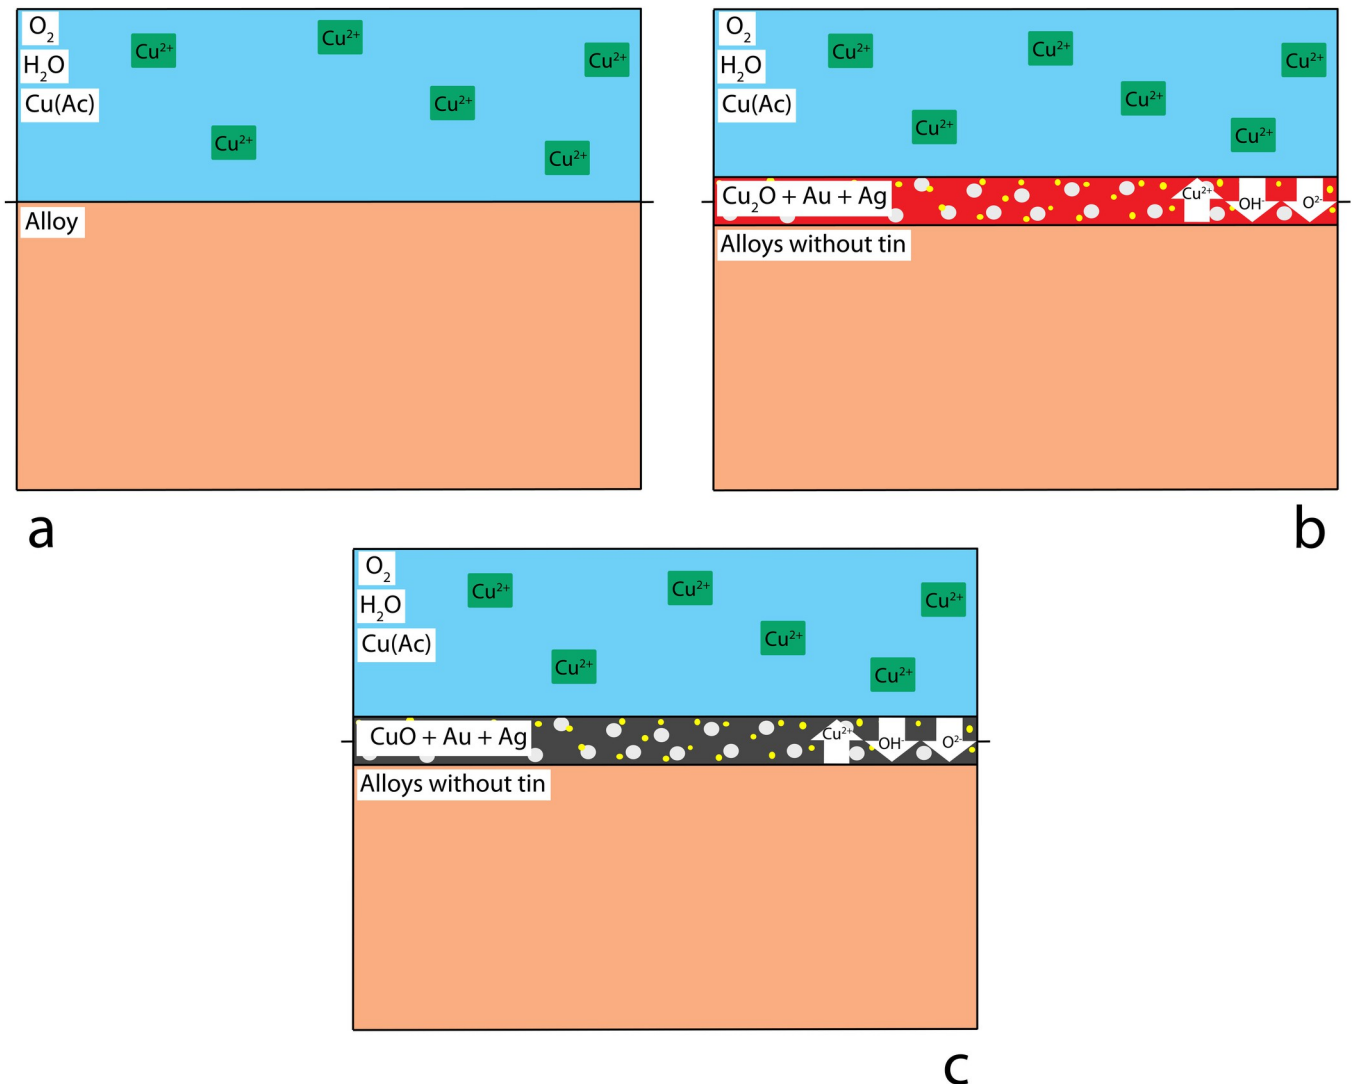 O₂
H₂O
Cu(Ac)
Cu²⁺
Cu²⁺
Cu²⁺
Cu²⁺
Cu²⁺
Cu²⁺
Alloy
a
O₂
H₂O
Cu(Ac)
Cu²⁺
Cu²⁺
Cu²⁺
Cu²⁺
Cu²⁺
Cu²⁺
Cu₂O + Au + Ag
Cu²⁺
OH⁻
O²⁻
Alloys without tin
b
O₂
H₂O
Cu(Ac)
Cu²⁺
Cu²⁺
Cu²⁺
Cu²⁺
Cu²⁺
Cu²⁺
CuO + Au + Ag
Cu²⁺
OH⁻
O²⁻
Alloys without tin
c